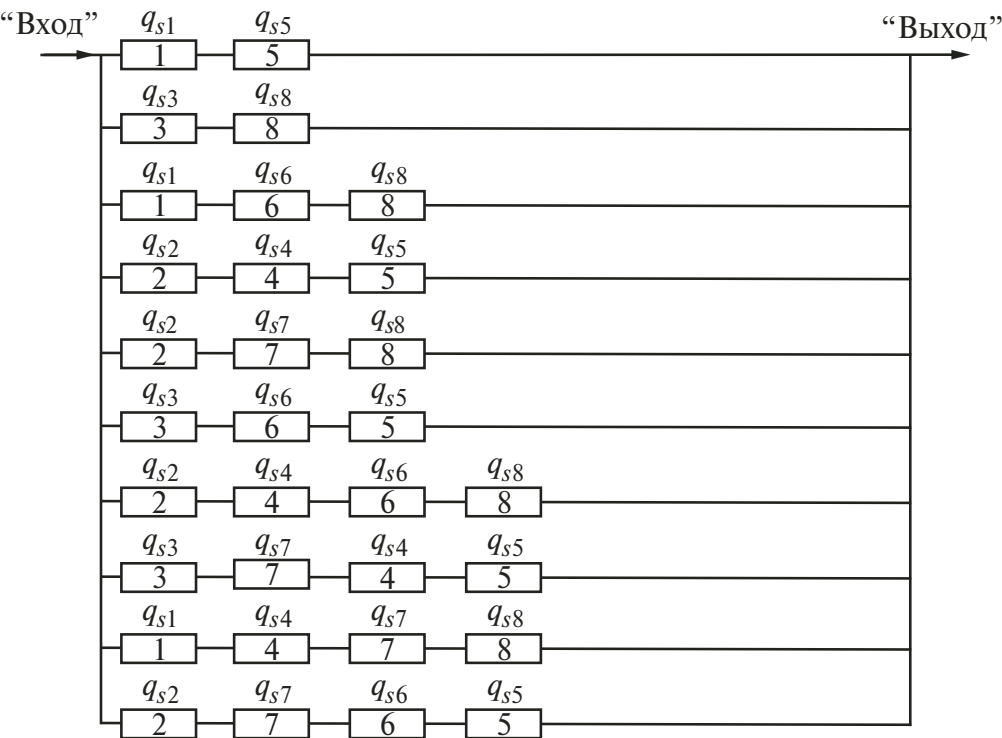 “Вход” q_{s1} q_{s5} “Выход”
1 5
q_{s3} q_{s8}
3 8
q_{s1} q_{s6} q_{s8}
1 6 8
q_{s2} q_{s4} q_{s5}
2 4 5
q_{s2} q_{s7} q_{s8}
2 7 8
q_{s3} q_{s6} q_{s5}
3 6 5
q_{s2} q_{s4} q_{s6} q_{s8}
2 4 6 8
q_{s3} q_{s7} q_{s4} q_{s5}
3 7 4 5
q_{s1} q_{s4} q_{s7} q_{s8}
1 4 7 8
q_{s2} q_{s7} q_{s6} q_{s5}
2 7 6 5